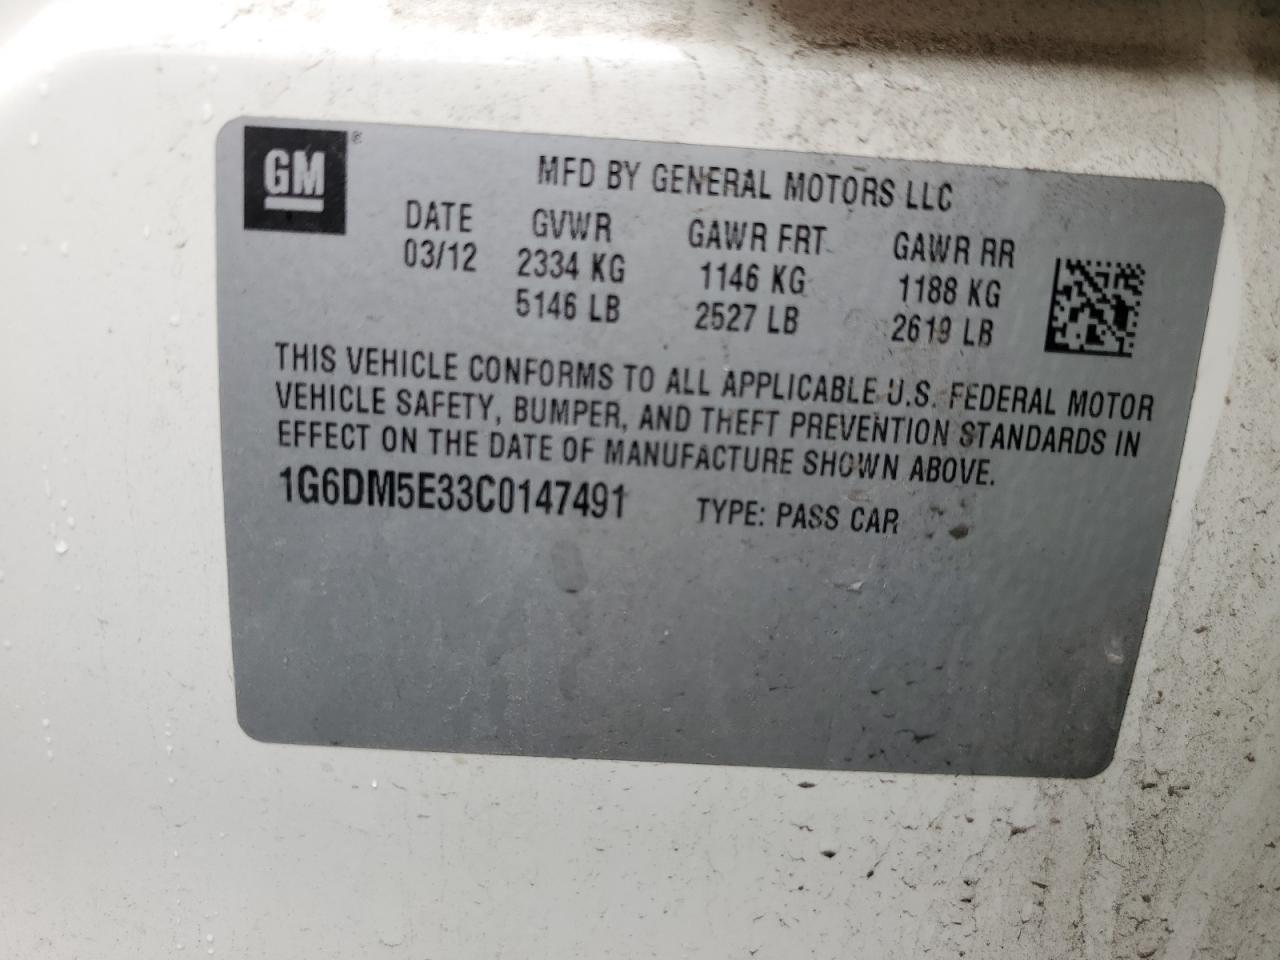 GM®
MFD BY GENERAL MOTORS LLC
DATE GVWR GAWR FRT GAWR RR
03/12 2334 KG 1146 KG 1188 KG
5146 LB 2527 LB 2619 LB
THIS VEHICLE CONFORMS TO ALL APPLICABLE U.S. FEDERAL MOTOR
VEHICLE SAFETY, BUMPER, AND THEFT PREVENTION STANDARDS IN
EFFECT ON THE DATE OF MANUFACTURE SHOWN ABOVE.
1G6DM5E33C0147491 TYPE: PASS CAR